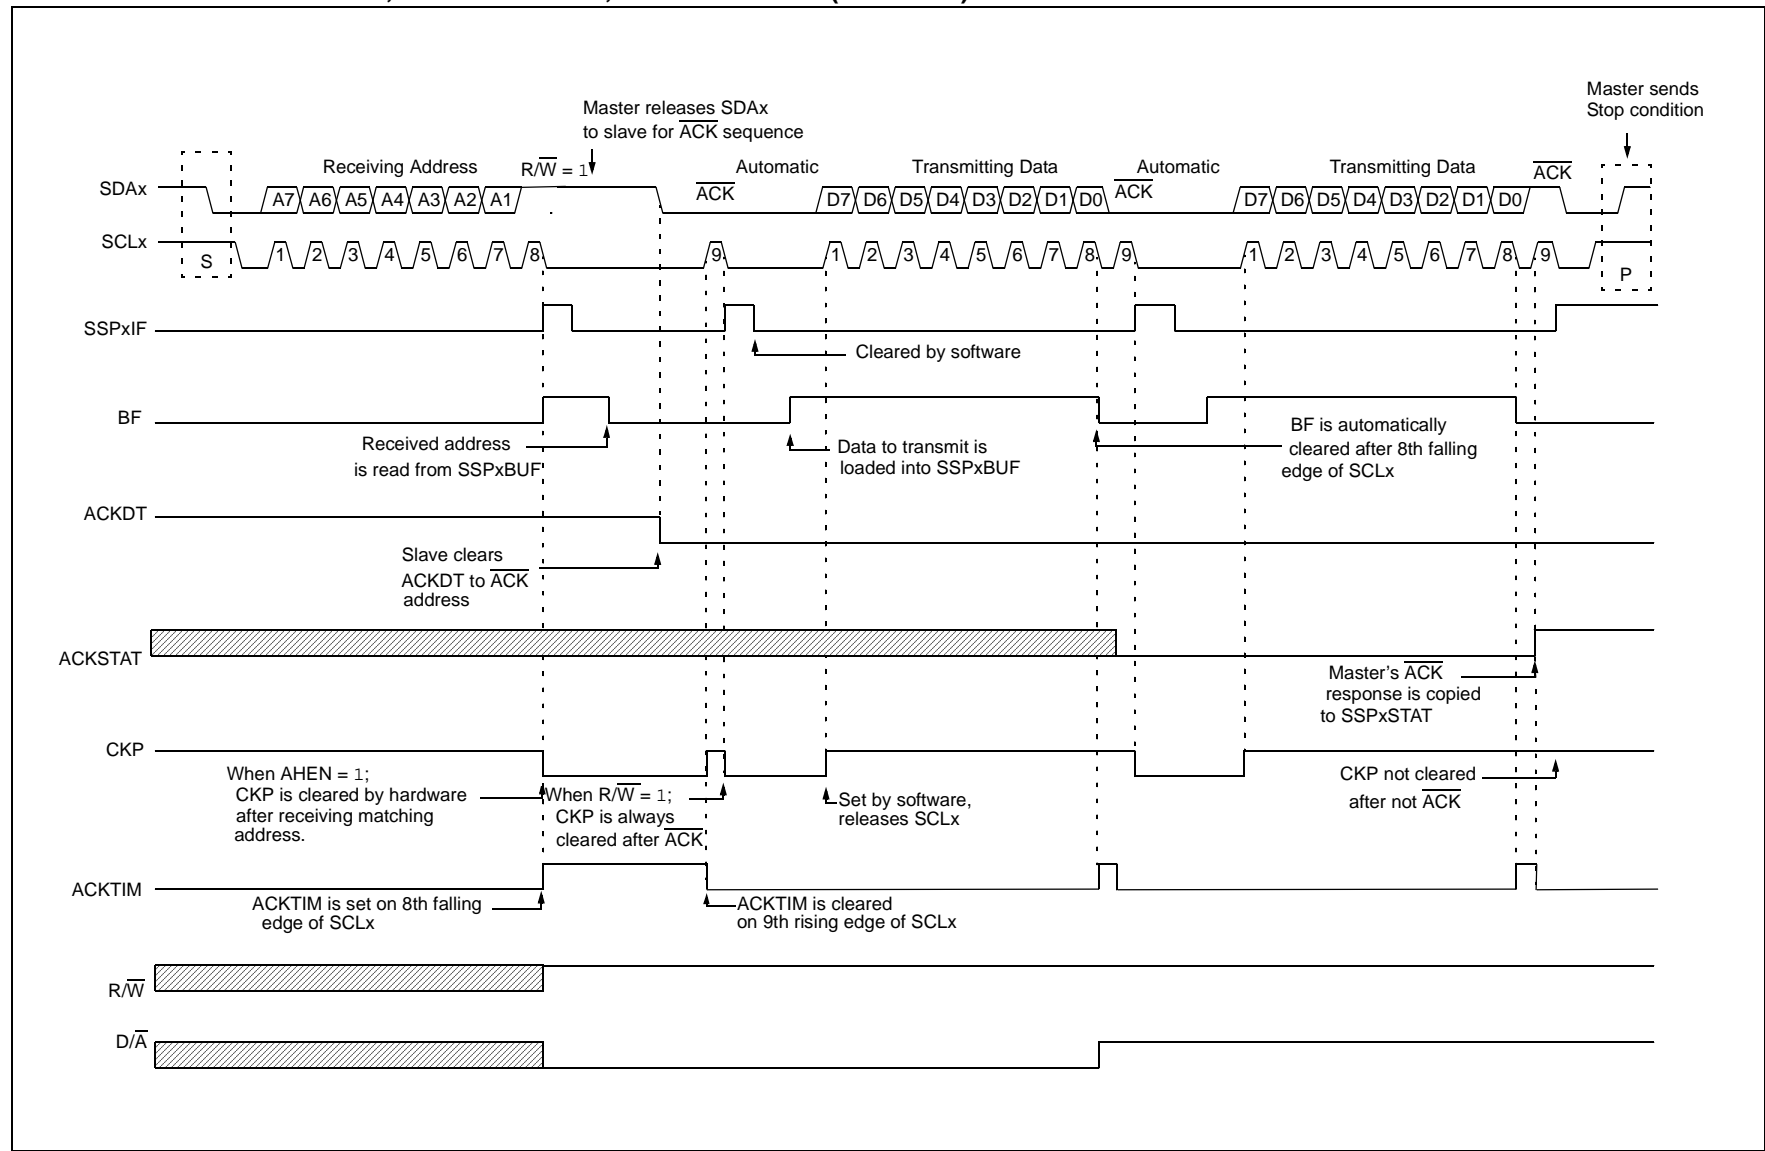 Master releases SDAx
to slave for ACK sequence
Master sends
Stop condition
Receiving Address
R/W = 1
Automatic
Transmitting Data
Automatic
Transmitting Data
ACK
SDAx
A7 A6 A5 A4 A3 A2 A1
ACK
D7 D6 D5 D4 D3 D2 D1 D0
ACK
D7 D6 D5 D4 D3 D2 D1 D0
SCLx
S
1 2 3 4 5 6 7 8 9 1 2 3 4 5 6 7 8 9 1 2 3 4 5 6 7 8 9
P
SSPxIF
Cleared by software
BF
Received address
is read from SSPxBUF
Data to transmit is
loaded into SSPxBUF
BF is automatically
cleared after 8th falling
edge of SCLx
ACKDT
Slave clears
ACKDT to ACK
address
ACKSTAT
Master's ACK
response is copied
to SSPxSTAT
CKP
When AHEN = 1;
CKP is cleared by hardware
after receiving matching
address.
When R/W = 1;
CKP is always
cleared after ACK
Set by software,
releases SCLx
CKP not cleared
after not ACK
ACKTIM
ACKTIM is set on 8th falling
edge of SCLx
ACKTIM is cleared
on 9th rising edge of SCLx
R/W
D/A